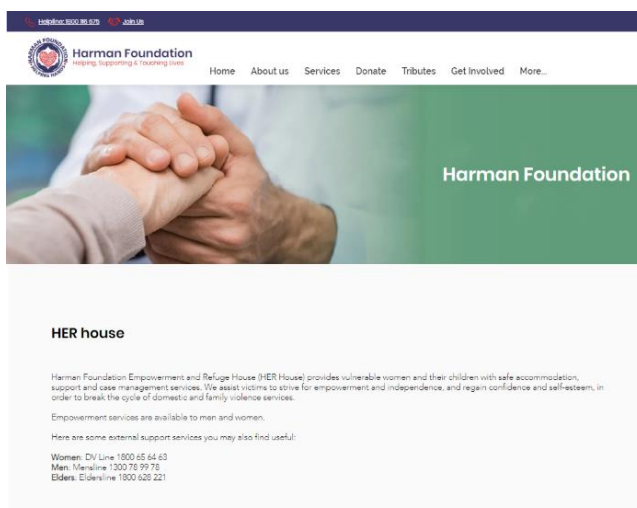 Helpline: 1800 116 675 Join Us
Harman Foundation
Helping, Supporting & Touching Lives
Home About us Services Donate Tributes Get Involved More...
Harman Foundation
HER house
Harman Foundation Empowerment and Refuge House (HER House) provides vulnerable women and their children with safe accommodation,
support and case management services. We assist victims to strive for empowerment and independence, and regain confidence and self-esteem, in
order to break the cycle of domestic and family violence services.
Empowerment services are available to men and women.
Here are some external support services you may also find useful:
Women: DV Line 1800 65 64 63
Men: Mensline 1300 78 99 78
Elders: Eldersline 1800 628 221